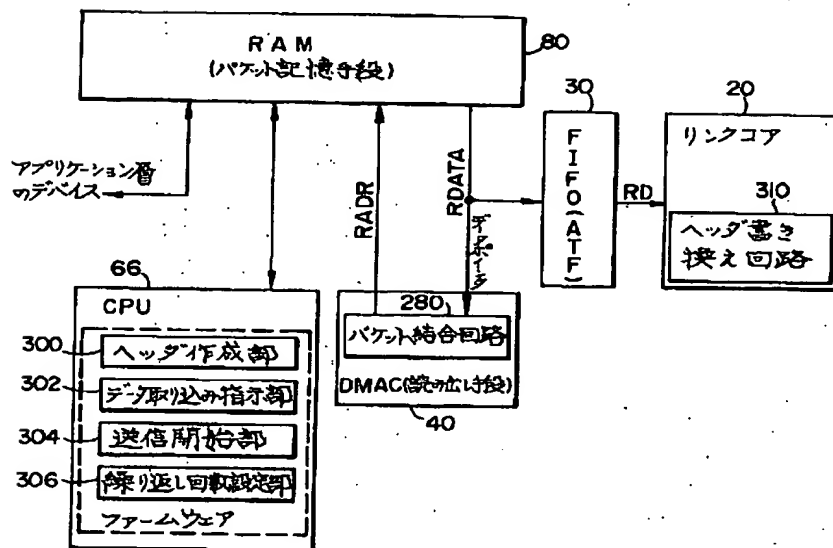 RAM
(パケット記憶手段)
80
アプリケーション層
のデバイス
RADR
RDATA
データポインタ
30
FIFO(ATF)
RD
20
リンクコア
310
ヘッダ書き
換え回路
66
CPU
300
ヘッダ作成部
302
データ取り込み指示部
304
送信開始部
306
繰り返し回数設定部
ファームウェア
280
パケット結合回路
DMAC(読み出し手段)
40